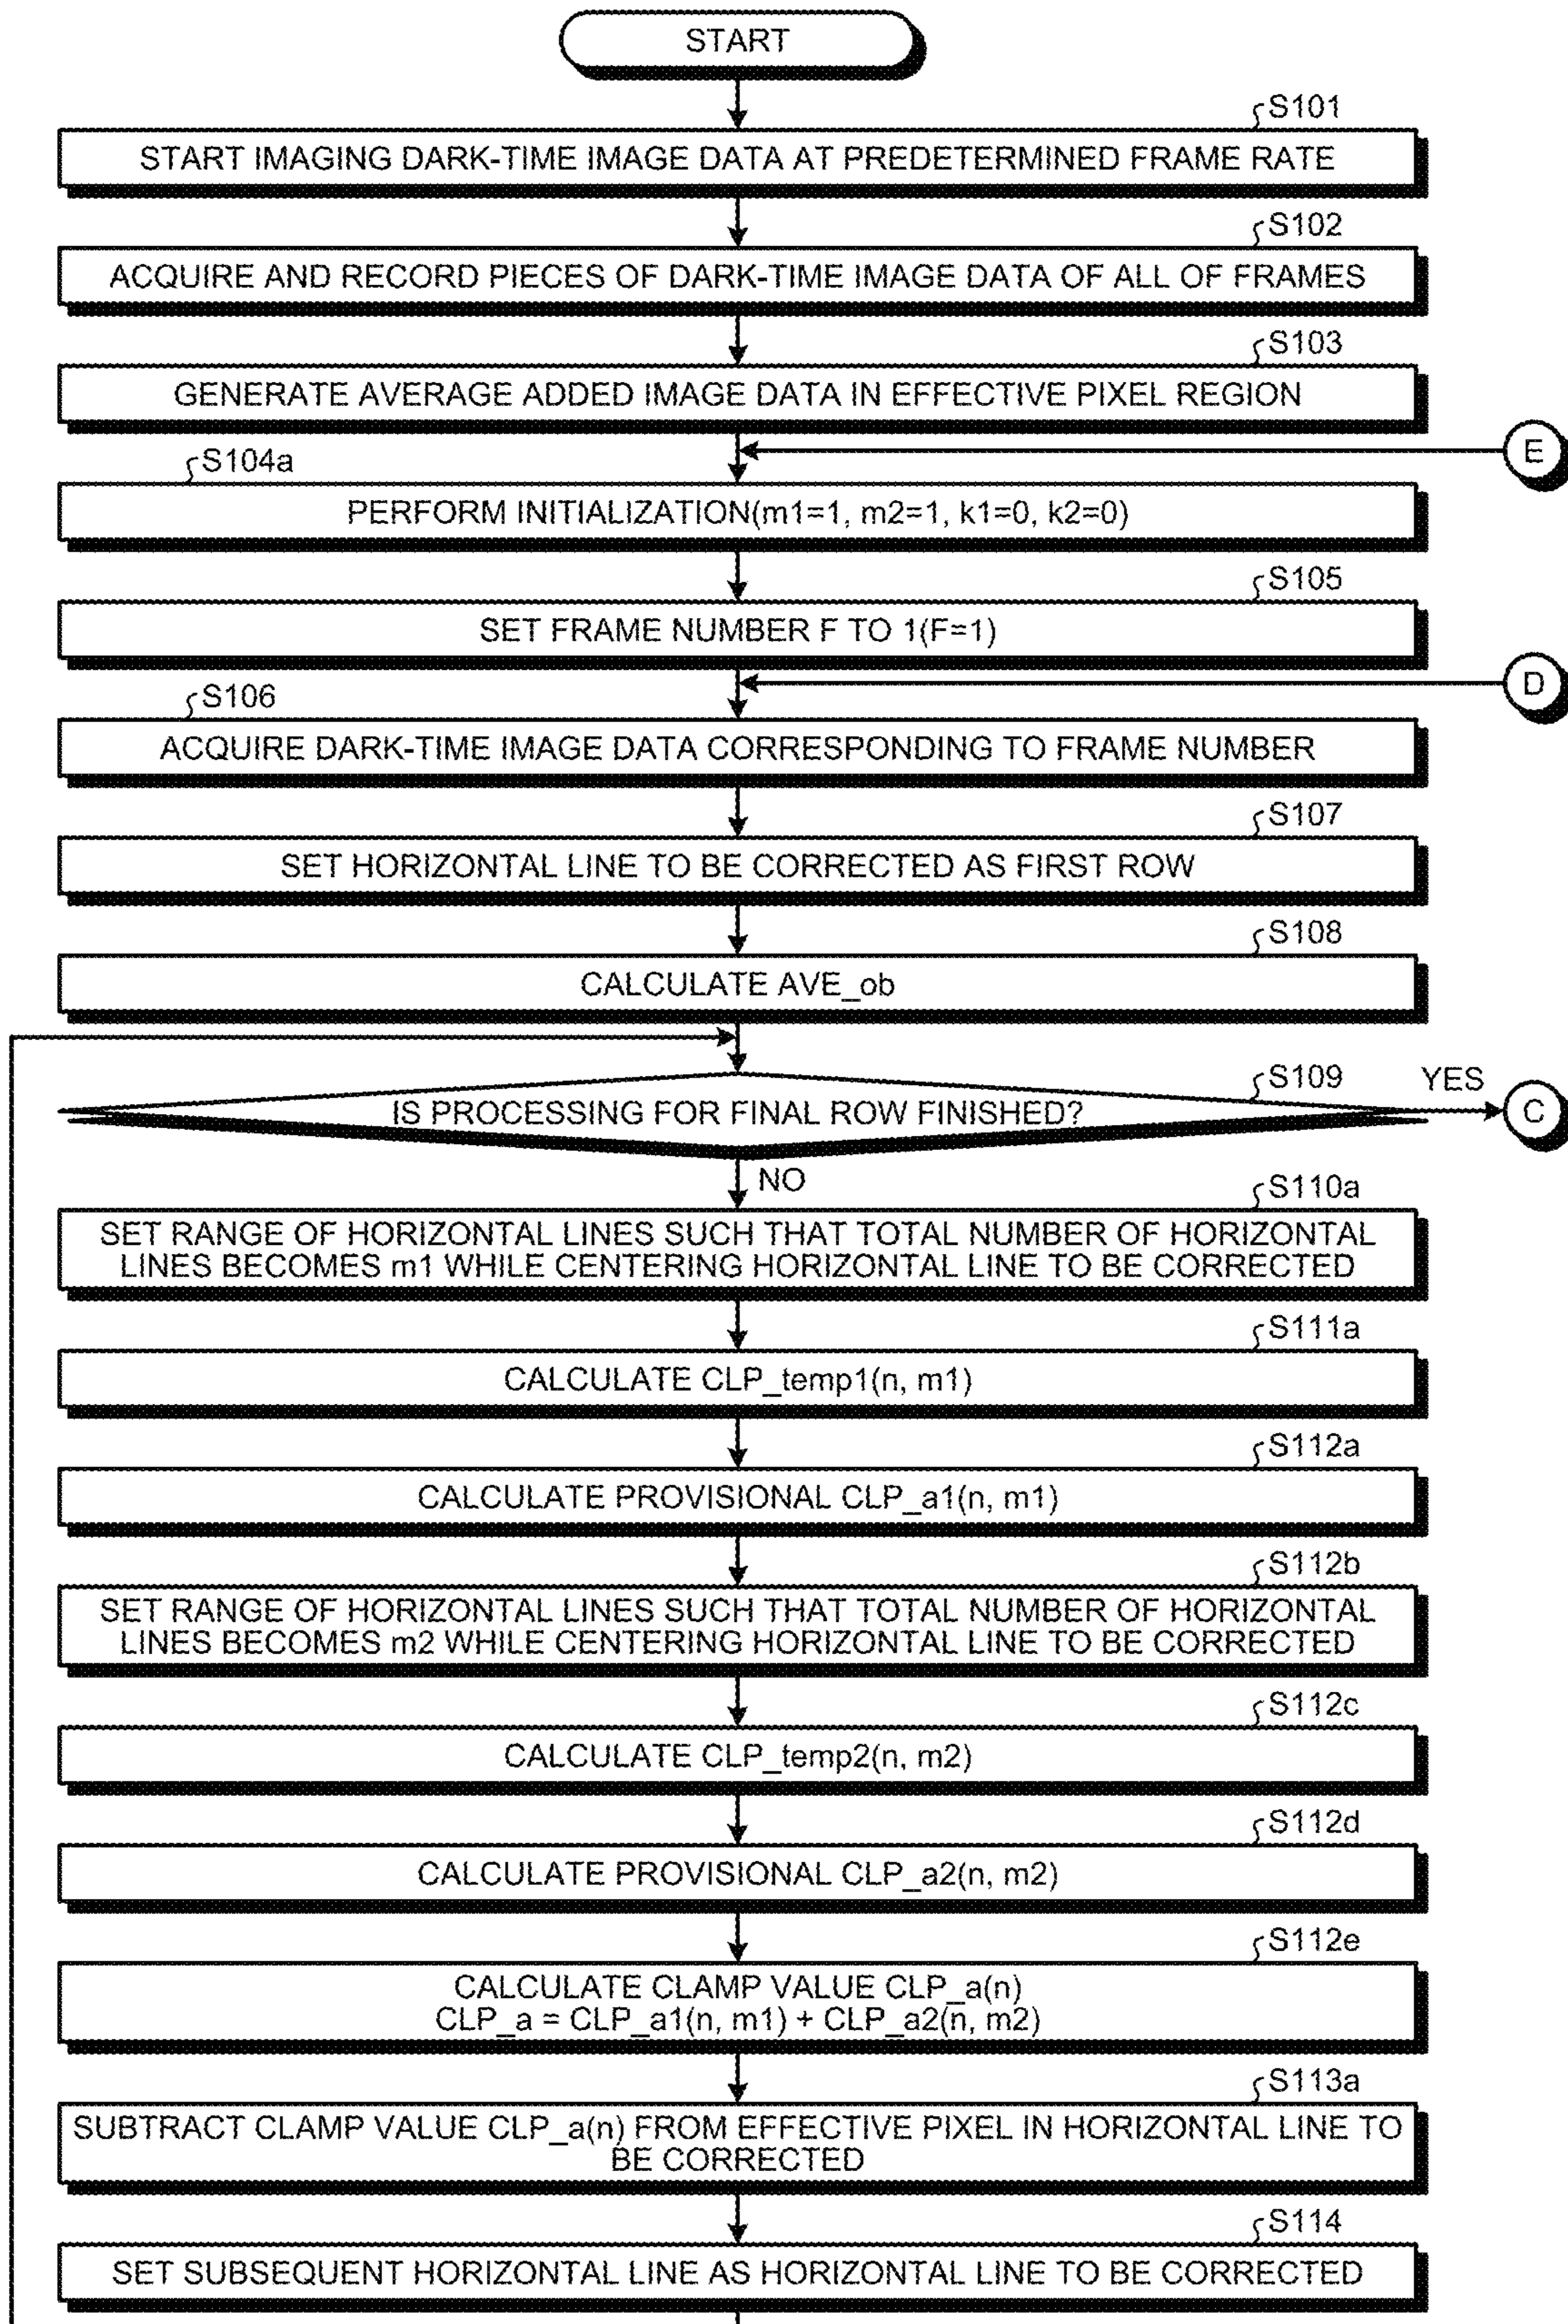 START
S101
START IMAGING DARK-TIME IMAGE DATA AT PREDETERMINED FRAME RATE
S102
ACQUIRE AND RECORD PIECES OF DARK-TIME IMAGE DATA OF ALL OF FRAMES
S103
GENERATE AVERAGE ADDED IMAGE DATA IN EFFECTIVE PIXEL REGION
E
S104a
PERFORM INITIALIZATION(m1=1, m2=1, k1=0, k2=0)
S105
SET FRAME NUMBER F TO 1(F=1)
D
S106
ACQUIRE DARK-TIME IMAGE DATA CORRESPONDING TO FRAME NUMBER
S107
SET HORIZONTAL LINE TO BE CORRECTED AS FIRST ROW
S108
CALCULATE AVE_ob
S109
YES
IS PROCESSING FOR FINAL ROW FINISHED?
C
NO
S110a
SET RANGE OF HORIZONTAL LINES SUCH THAT TOTAL NUMBER OF HORIZONTAL
LINES BECOMES m1 WHILE CENTERING HORIZONTAL LINE TO BE CORRECTED
S111a
CALCULATE CLP_temp1(n, m1)
S112a
CALCULATE PROVISIONAL CLP_a1(n, m1)
S112b
SET RANGE OF HORIZONTAL LINES SUCH THAT TOTAL NUMBER OF HORIZONTAL
LINES BECOMES m2 WHILE CENTERING HORIZONTAL LINE TO BE CORRECTED
S112c
CALCULATE CLP_temp2(n, m2)
S112d
CALCULATE PROVISIONAL CLP_a2(n, m2)
S112e
CALCULATE CLAMP VALUE CLP_a(n)
CLP_a = CLP_a1(n, m1) + CLP_a2(n, m2)
S113a
SUBTRACT CLAMP VALUE CLP_a(n) FROM EFFECTIVE PIXEL IN HORIZONTAL LINE TO
BE CORRECTED
S114
SET SUBSEQUENT HORIZONTAL LINE AS HORIZONTAL LINE TO BE CORRECTED